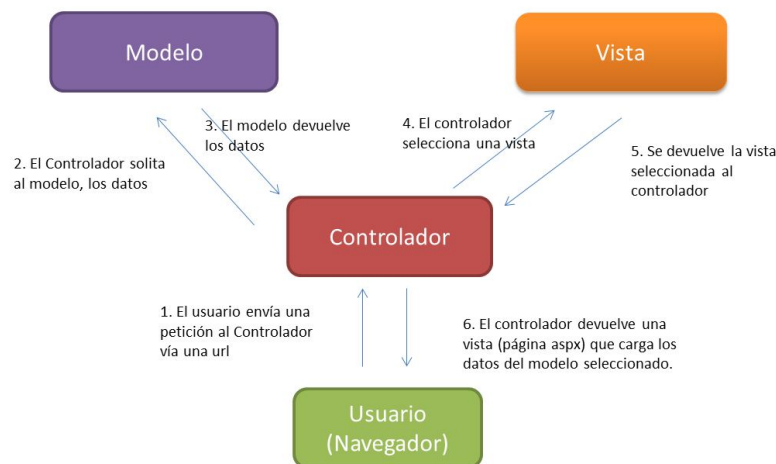 Modelo
Vista
3. El modelo devuelve
los datos
4. El controlador
selecciona una vista
2. El Controlador solita
al modelo, los datos
5. Se devuelve la vista
seleccionada al
controlador
Controlador
1. El usuario envía una
petición al Controlador
vía una url
6. El controlador devuelve una
vista (página aspx) que carga los
datos del modelo seleccionado.
Usuario
(Navegador)